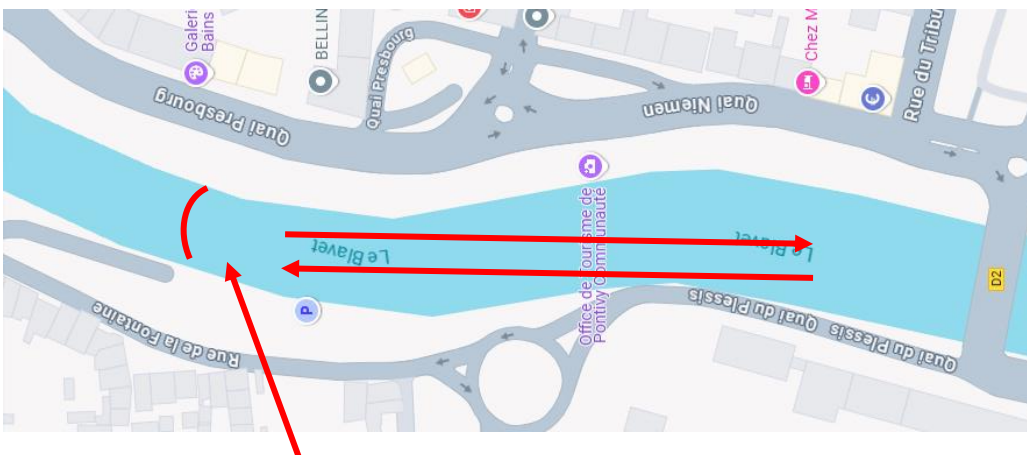 Galeri
Bains
BELLIN
Quai Presbourg
Quai Presbourg
Quai Niemen
Chez M
€
Rue du Tribu
Le Blavet
Le Blavet
Office de Tourisme de
Pontivy Communauté
D2
P
Rue de la Fontaine
Quai du Plessis
Quai du Plessis